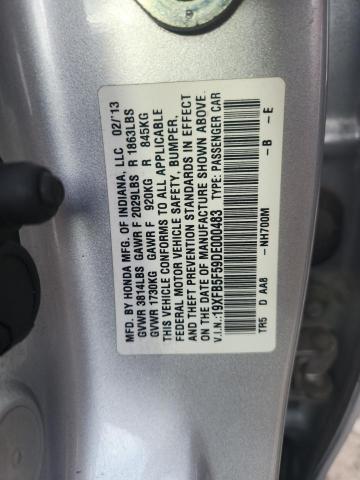 MFD. BY HONDA MFG. OF INDIANA, LLC 02/'13
GVWR 3814LBS GAWR F 2029LBS R 1863LBS
GVWR 1730KG GAWR F 920KG R 845KG
THIS VEHICLE CONFORMS TO ALL APPLICABLE
FEDERAL MOTOR VEHICLE SAFETY, BUMPER,
AND THEFT PREVENTION STANDARDS IN EFFECT
ON THE DATE OF MANUFACTURE SHOWN ABOVE.
V.I.N.:19XFB5F59DE000483 TYPE: PASSENGER CAR
TR5 D AA8 -NH700M -B -E